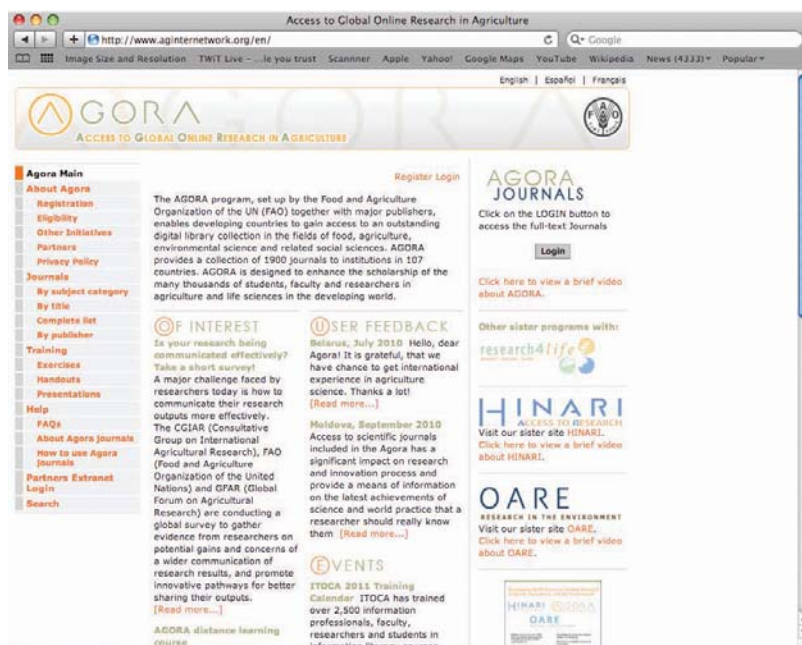 Access to Global Online Research in Agriculture
http://www.aginternetwork.org/en/
Google
Image Size and Resolution TWiT Live – ...le you trust Scannner Apple Yahoo! Google Maps YouTube Wikipedia News (4333) Popular
English | Español | Français
AGORA
ACCESS TO GLOBAL ONLINE RESEARCH IN AGRICULTURE
FAO
Agora Main
About Agora
Registration
Eligibility
Other Initiatives
Partners
Privacy Policy
Journals
By subject category
By title
Complete list
By publisher
Training
Exercises
Handouts
Presentations
Help
FAQs
About Agora journals
How to use Agora
journals
Partners Extranet
Login
Search
Register Login
The AGORA program, set up by the Food and Agriculture
Organization of the UN (FAO) together with major publishers,
enables developing countries to gain access to an outstanding
digital library collection in the fields of food, agriculture,
environmental science and related social sciences. AGORA
provides a collection of 1900 journals to institutions in 107
countries. AGORA is designed to enhance the scholarship of the
many thousands of students, faculty and researchers in
agriculture and life sciences in the developing world.
OF INTEREST
Is your research being
communicated effectively?
Take a short survey!
A major challenge faced by
researchers today is how to
communicate their research
outputs more effectively.
The CGIAR (Consultative
Group on International
Agricultural Research), FAO
(Food and Agriculture
Organization of the United
Nations) and GFAR (Global
Forum on Agricultural
Research) are conducting a
global survey to gather
evidence from researchers on
potential gains and concerns of
a wider communication of
research results, and promote
innovative pathways for better
sharing their outputs.
[Read more...]
AGORA distance learning
course
USER FEEDBACK
Belarus, July 2010 Hello, dear
Agora! It is grateful, that we
have chance to get international
experience in agriculture
science. Thanks a lot!
[Read more...]
Moldova, September 2010
Access to scientific journals
included in the Agora has a
significant impact on research
and innovation process and
provide a means of information
on the latest achievements of
science and world practice that a
researcher should really know
them [Read more...]
EVENTS
ITOCA 2011 Training
Calendar ITOCA has trained
over 2,500 information
professionals, faculty,
researchers and students in
information literacy courses
AGORA
JOURNALS
Click on the LOGIN button to
access the full-text Journals
Login
Click here to view a brief video
about AGORA.
Other sister programs with:
research4life
HINARI
ACCESS TO RESEARCH
Visit our sister site HINARI.
Click here to view a brief video
about HINARI.
OARE
RESEARCH IN THE ENVIRONMENT
Visit our sister site OARE.
Click here to view a brief video
about OARE.
HINARI AGORA
OARE